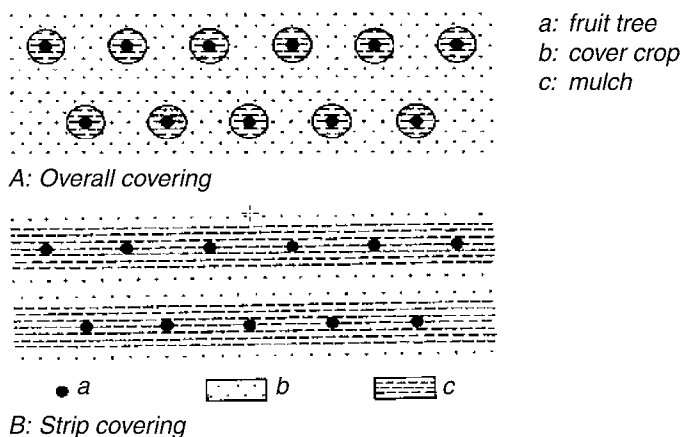 a: fruit tree
b: cover crop
c: mulch
A: Overall covering
a b c
B: Strip covering